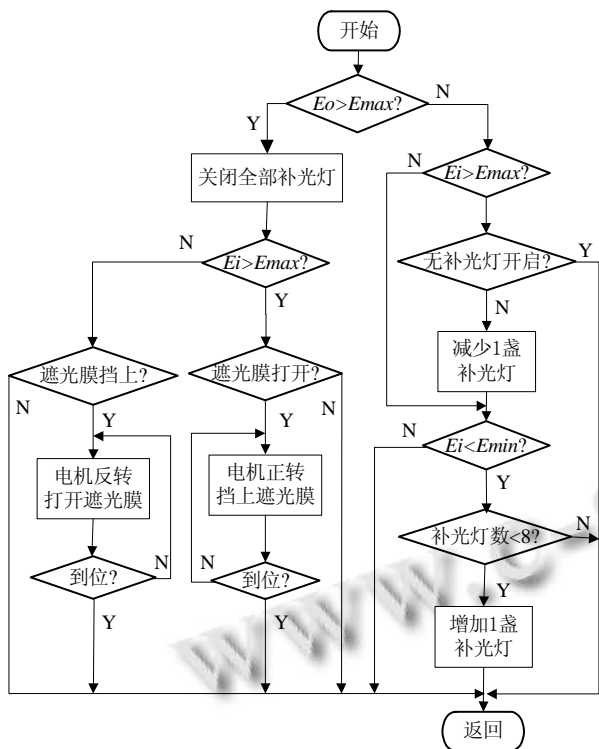 开始
Eo>Emax?
Y
N
关闭全部补光灯
Ei>Emax?
N
Ei>Emax?
N
Y
无补光灯开启?
Y
N
减少1盏
补光灯
遮光膜挡上?
N
Y
遮光膜打开?
Y
N
Ei<Emin?
N
Y
电机反转
打开遮光膜
电机正转
挡上遮光膜
补光灯数<8?
N
Y
到位?
N
Y
到位?
N
Y
增加1盏
补光灯
返回
www.c-